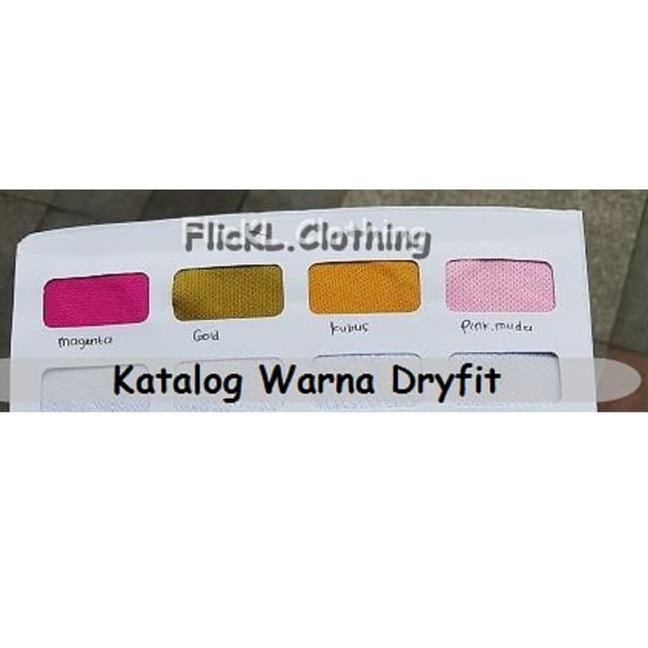 FlicKL.Clothing
magenta Gold kubus Pink muda
Katalog Warna Dryfit